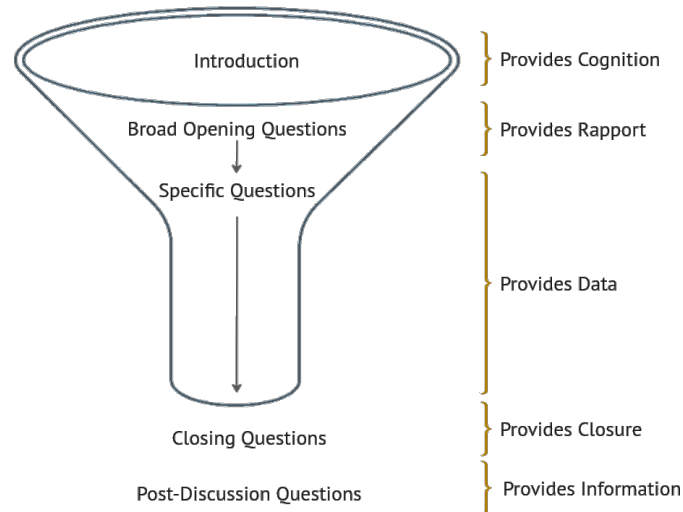 Introduction
Provides Cognition
Broad Opening Questions
Provides Rapport
Specific Questions
Provides Data
Closing Questions
Provides Closure
Post-Discussion Questions
Provides Information